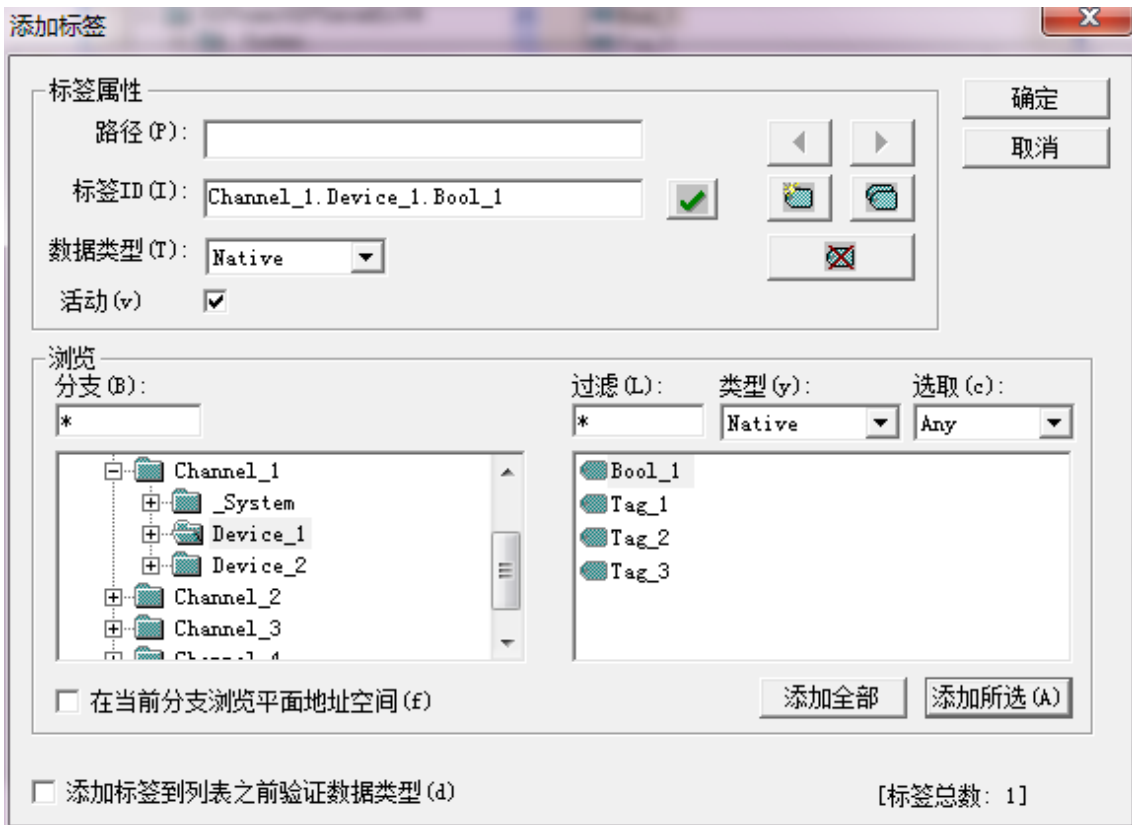 添加标签
标签属性
确定
取消
路径(P):
标签ID(I):
Channel_1.Device_1.Bool_1
数据类型(T):
Native
活动(v)
浏览
分支(B):
过滤(L):
类型(y):
选取(c):
*
*
Native
Any
Channel_1
_System
Device_1
Device_2
Channel_2
Channel_3
Bool_1
Tag_1
Tag_2
Tag_3
在当前分支浏览平面地址空间(f)
添加全部
添加所选(A)
添加标签到列表之前验证数据类型(d)
[标签总数: 1]